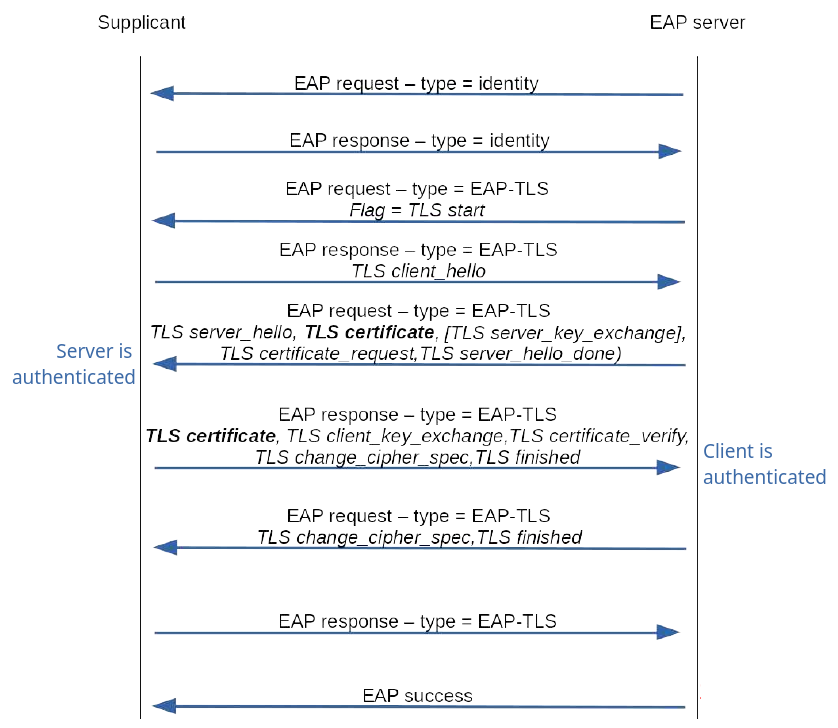 Supplicant
EAP server
EAP request – type = identity
EAP response – type = identity
EAP request – type = EAP-TLS
Flag = TLS start
EAP response – type = EAP-TLS
TLS client_hello
EAP request – type = EAP-TLS
TLS server_hello, TLS certificate, [TLS server_key_exchange],
TLS certificate_request,TLS server_hello_done)
Server is
authenticated
EAP response – type = EAP-TLS
TLS certificate, TLS client_key_exchange,TLS certificate_verify,
TLS change_cipher_spec,TLS finished
Client is
authenticated
EAP request – type = EAP-TLS
TLS change_cipher_spec,TLS finished
EAP response – type = EAP-TLS
EAP success